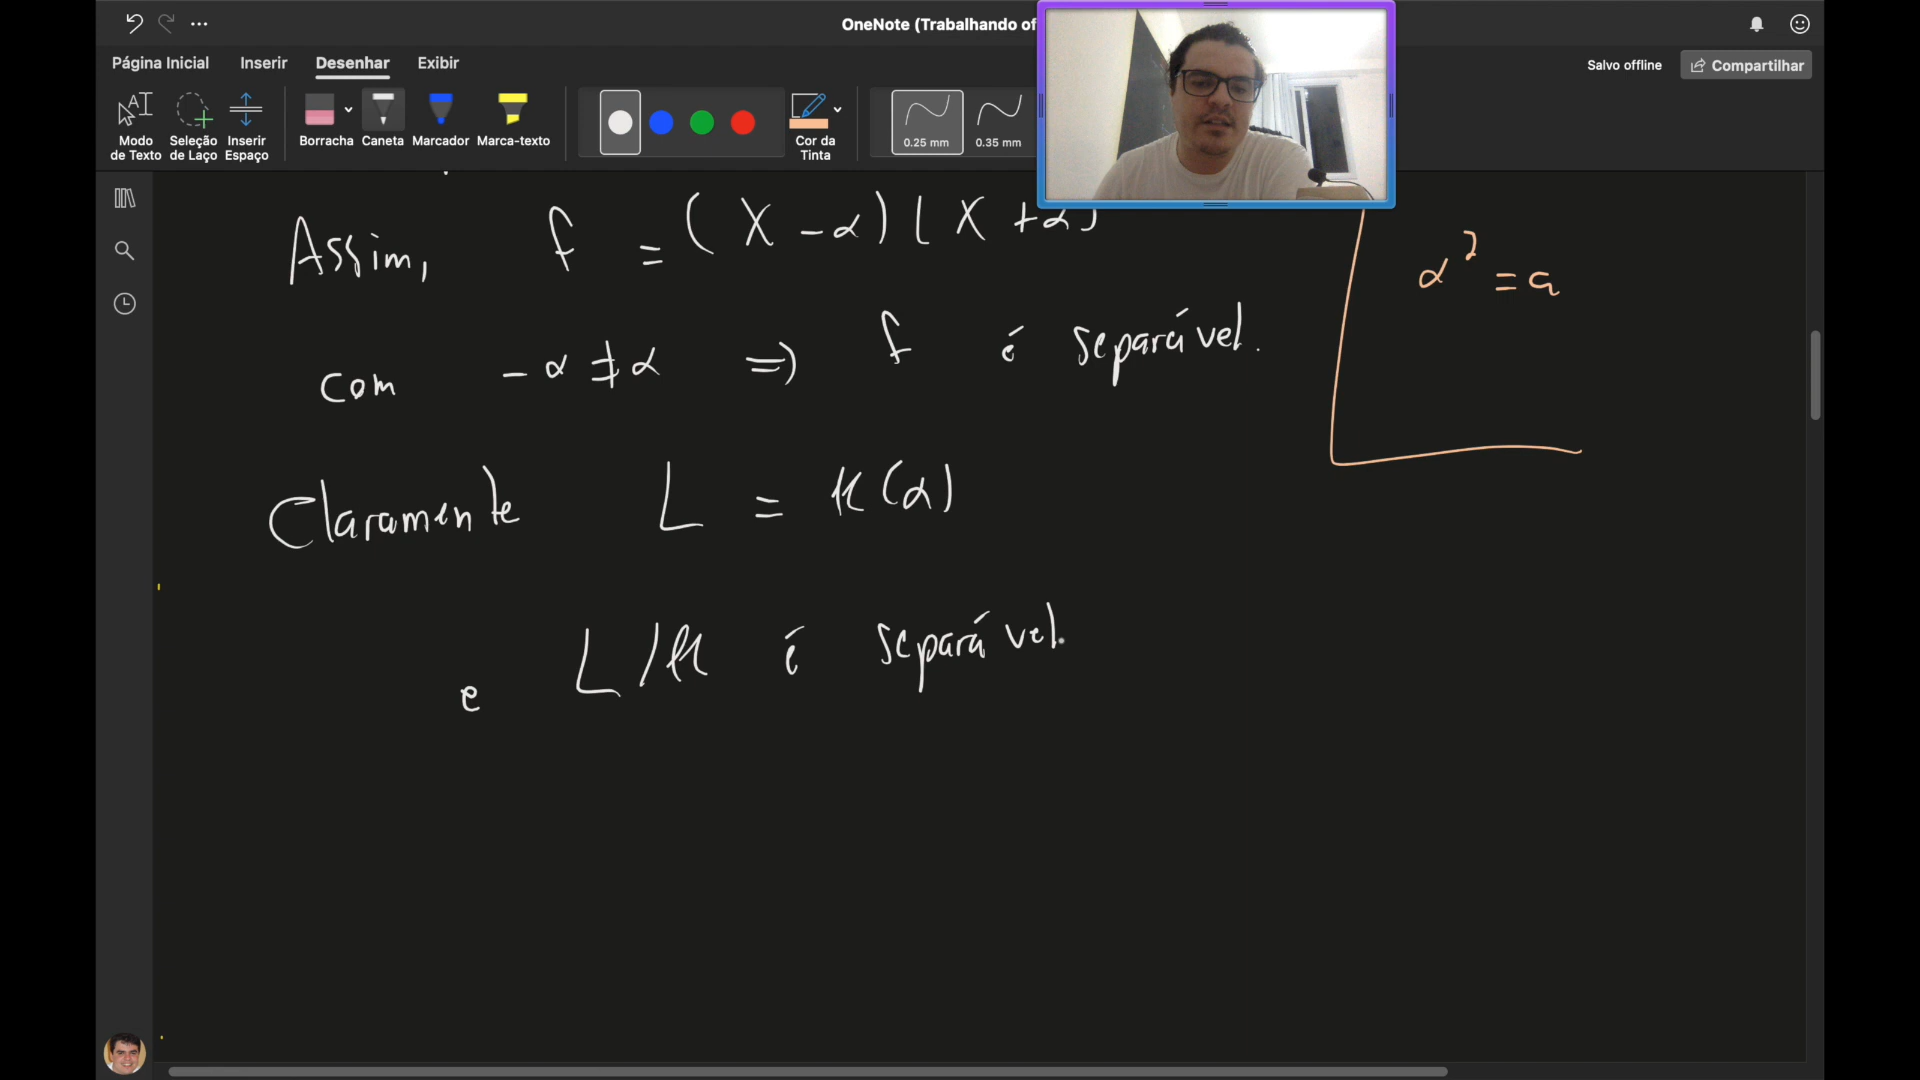 OneNote (Trabalhando of
Página Inicial Inserir Desenhar Exibir
Salvo offline Compartilhar
Modo de Texto
Seleção de Laço
Inserir Espaço
Borracha Caneta Marcador Marca-texto
Cor da Tinta
0.25 mm 0.35 mm
Assim, f = (X - α)(X + α)
α² = a
com -α ≠ α => f é separável.
Claramente L = K(α)
e L/K é separável.